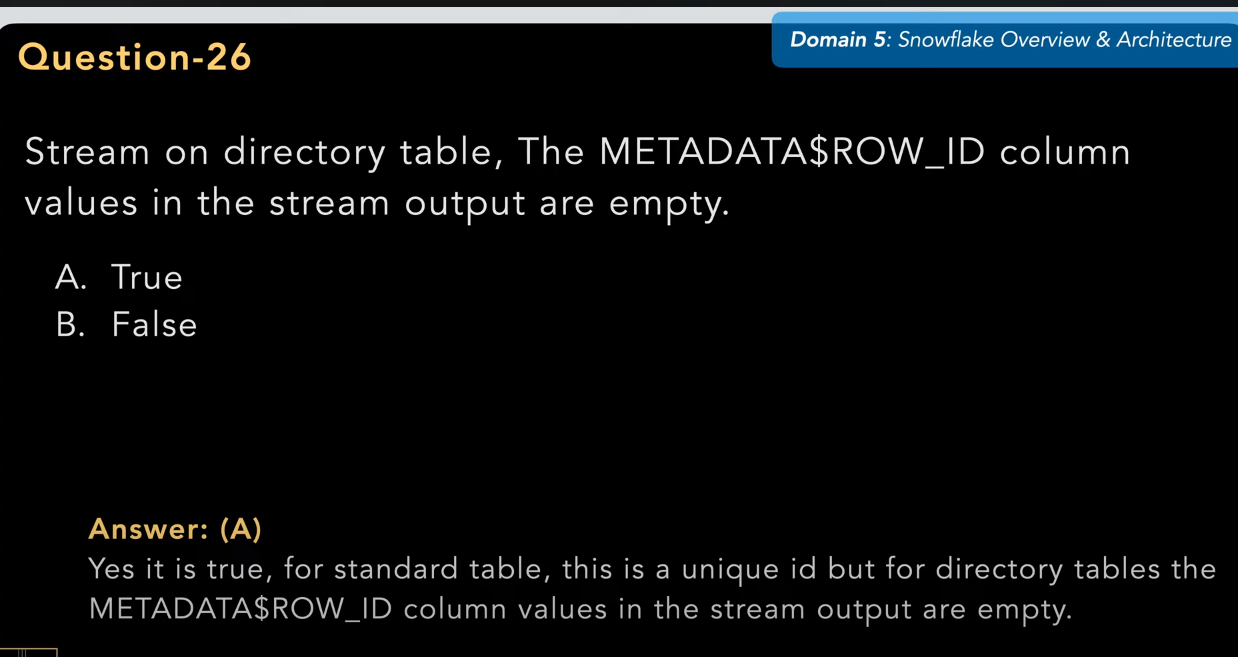 Question-26
Domain 5: Snowflake Overview & Architecture
Stream on directory table, The METADATA$ROW_ID column
values in the stream output are empty.
A. True
B. False
Answer: (A)
Yes it is true, for standard table, this is a unique id but for directory tables the
METADATA$ROW_ID column values in the stream output are empty.